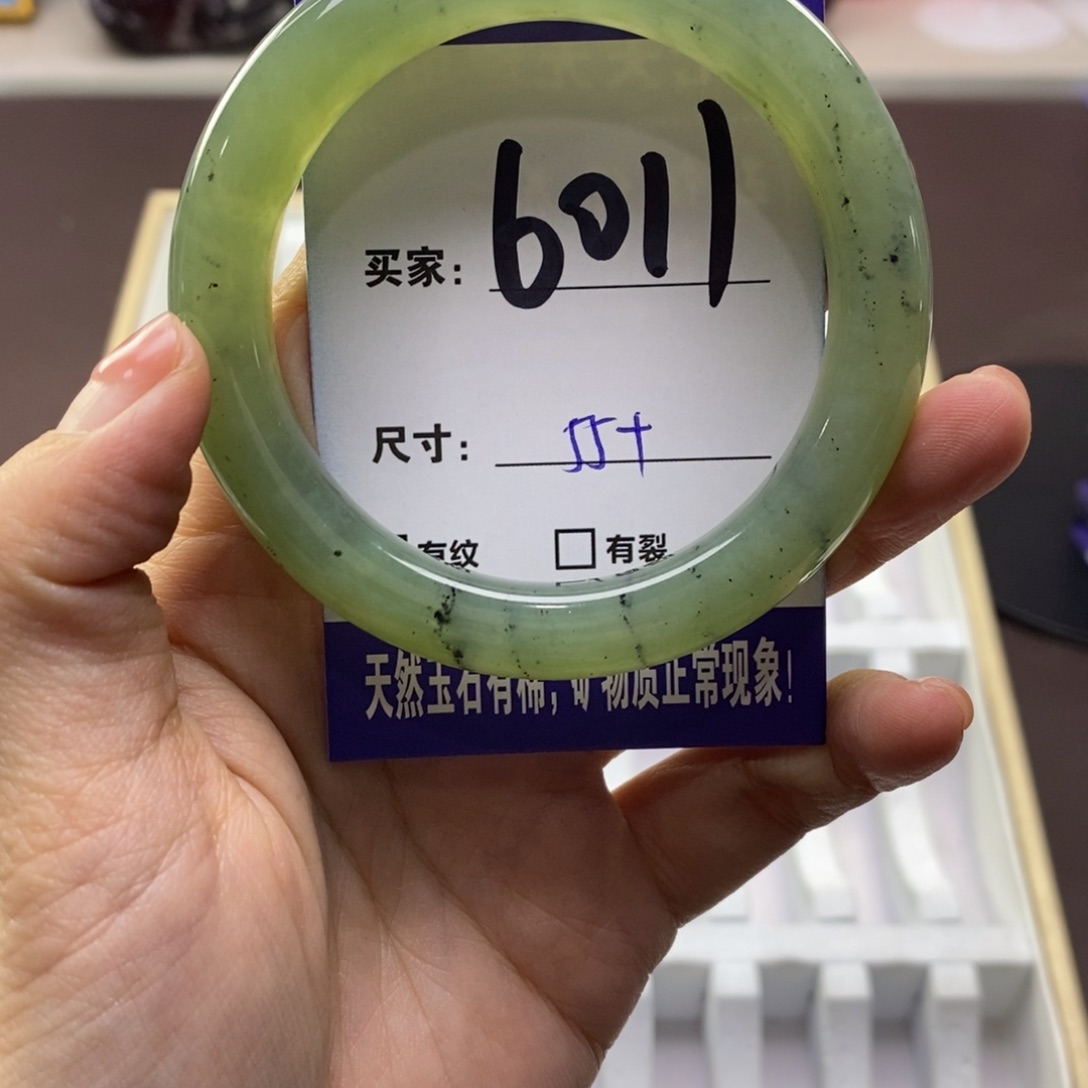 买家：6011
尺寸：55+
有纹 有裂
天然玉石有棉，矿物质正常现象！